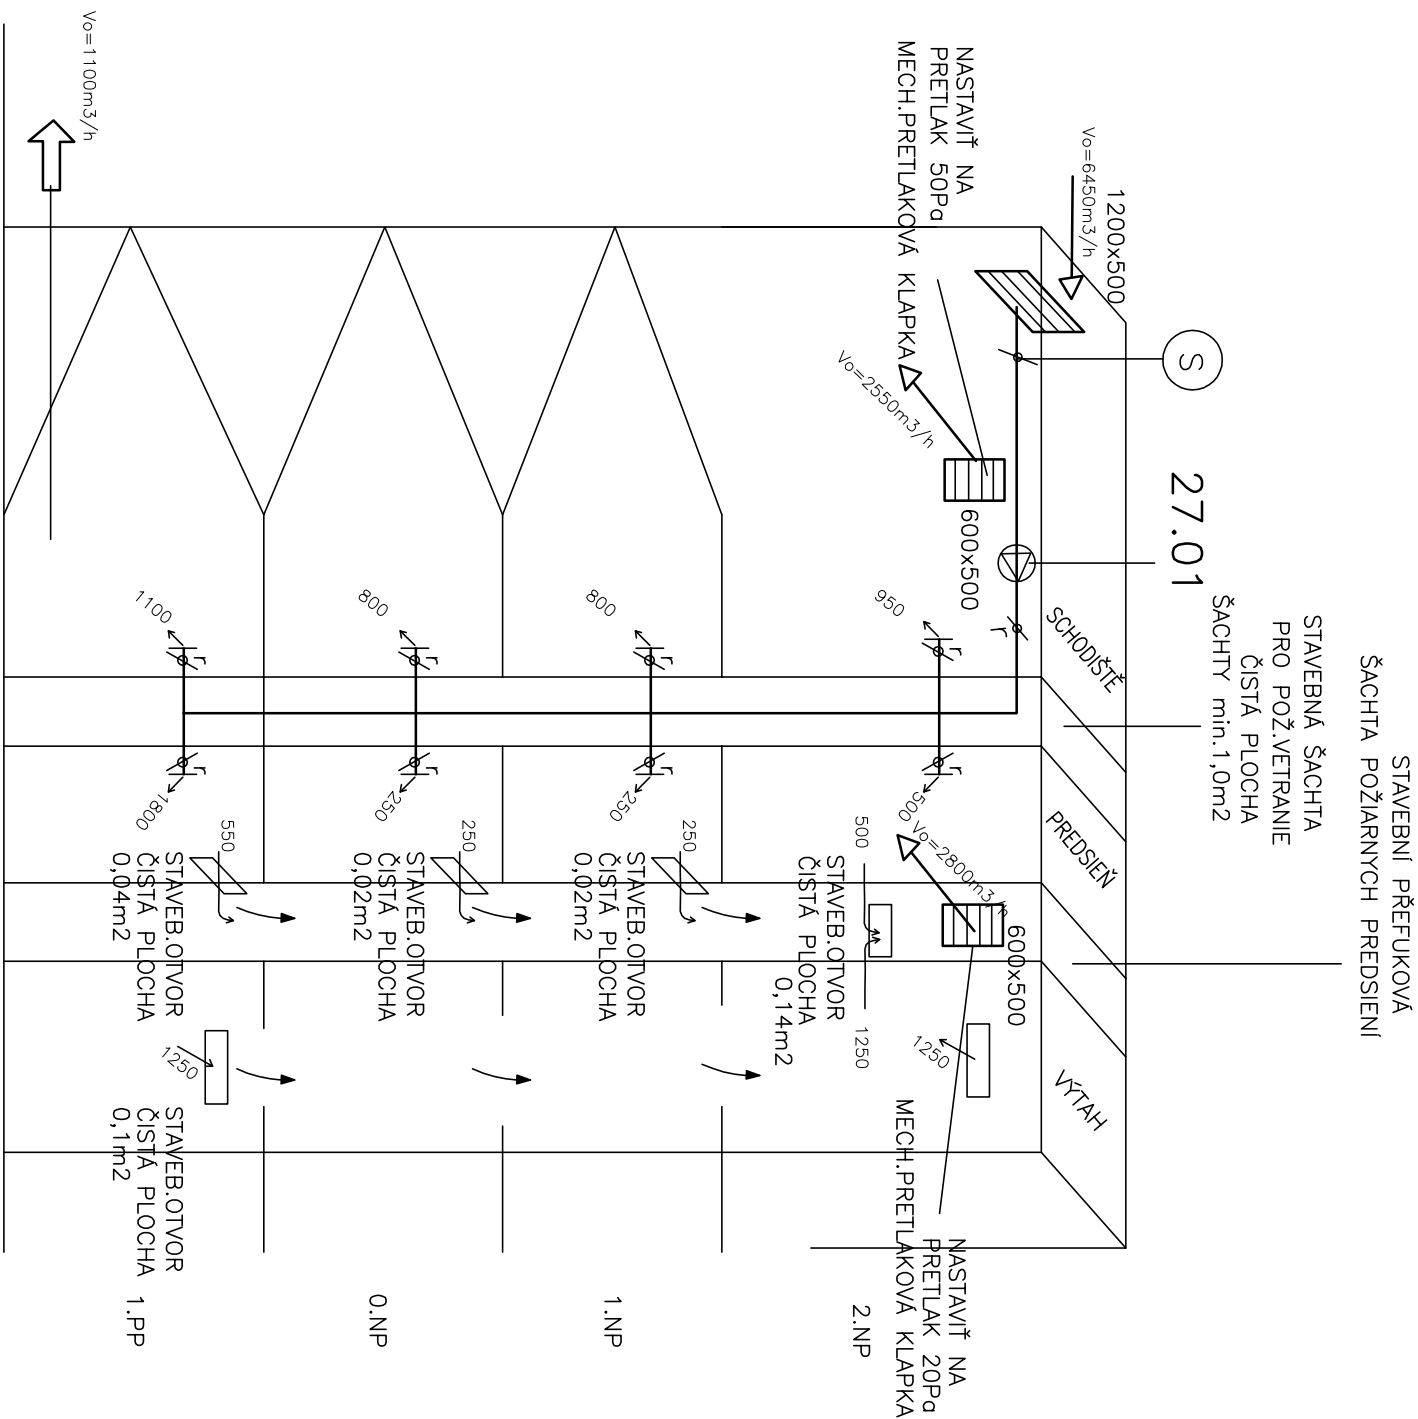 STAVEBNÍ PŘEFUKOVÁ
ŠACHTA POŽIARNYCH PREDSIENÍ
STAVEBNÁ ŠACHTA
PRO POŽ.VETRANIE
ČISTÁ PLOCHA
ŠACHTY min.1,0m2
27.01
S
1200x500
Vo=6450m3/h
SCHODIŠTĚ
PREDSIEŇ
VÝTAH
NASTAVIŤ NA
PRETLAK 50Pa
MECH.PRETLAKOVÁ KLAPKA
Vo=2550m3/h
600x500
r
950
r
r
500
Vo=2800m3/h
600x500
1250
NASTAVIŤ NA
PRETLAK 20Pa
MECH.PRETLAKOVÁ KLAPKA
500
1250
STAVEB.OTVOR
ČISTÁ PLOCHA
0,14m2
2.NP
800
r
r
250
250
STAVEB.OTVOR
ČISTÁ PLOCHA
0,02m2
1.NP
800
r
r
250
250
STAVEB.OTVOR
ČISTÁ PLOCHA
0,02m2
0.NP
1100
r
r
1800
550
STAVEB.OTVOR
ČISTÁ PLOCHA
0,04m2
1250
STAVEB.OTVOR
ČISTÁ PLOCHA
0,1m2
1.PP
Vo=1100m3/h